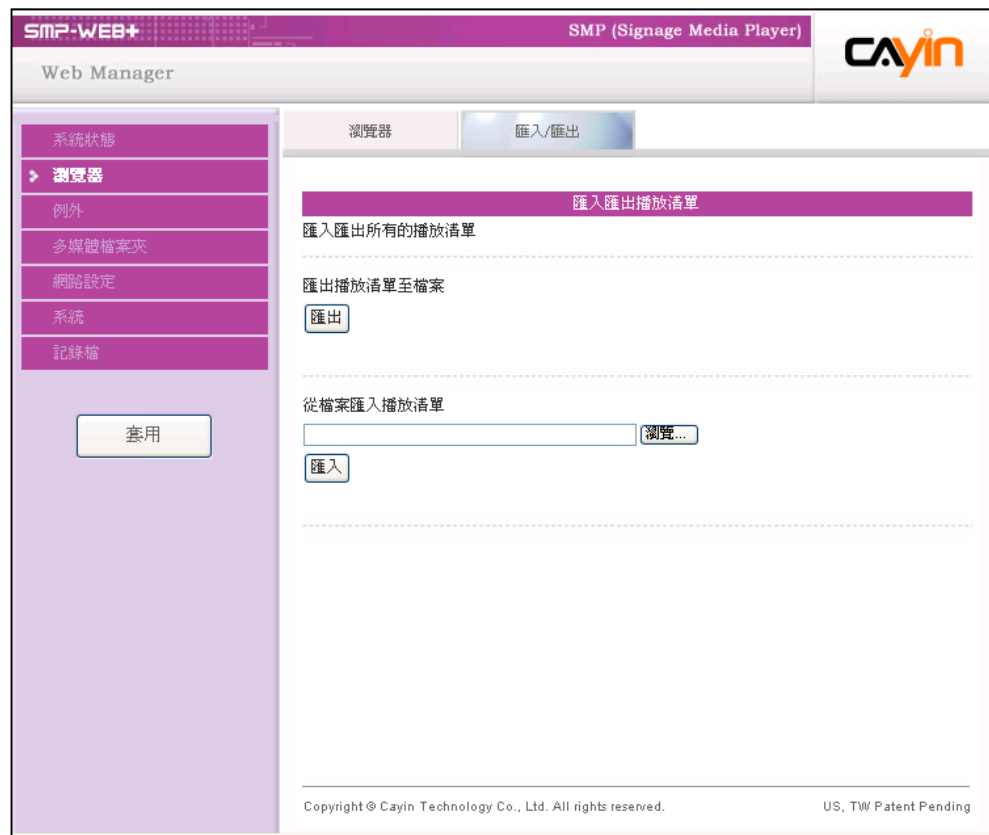 SMP-WEB+
SMP (Signage Media Player)
CAYIN
Web Manager
系統狀態
瀏覽器
例外
多媒體檔案夾
網路設定
系統
記錄檔
套用
瀏覽器
匯入/匯出
匯入匯出播放清單
匯入匯出所有的播放清單
匯出播放清單至檔案
匯出
從檔案匯入播放清單
瀏覽...
匯入
Copyright © Cayin Technology Co., Ltd. All rights reserved.
US, TW Patent Pending